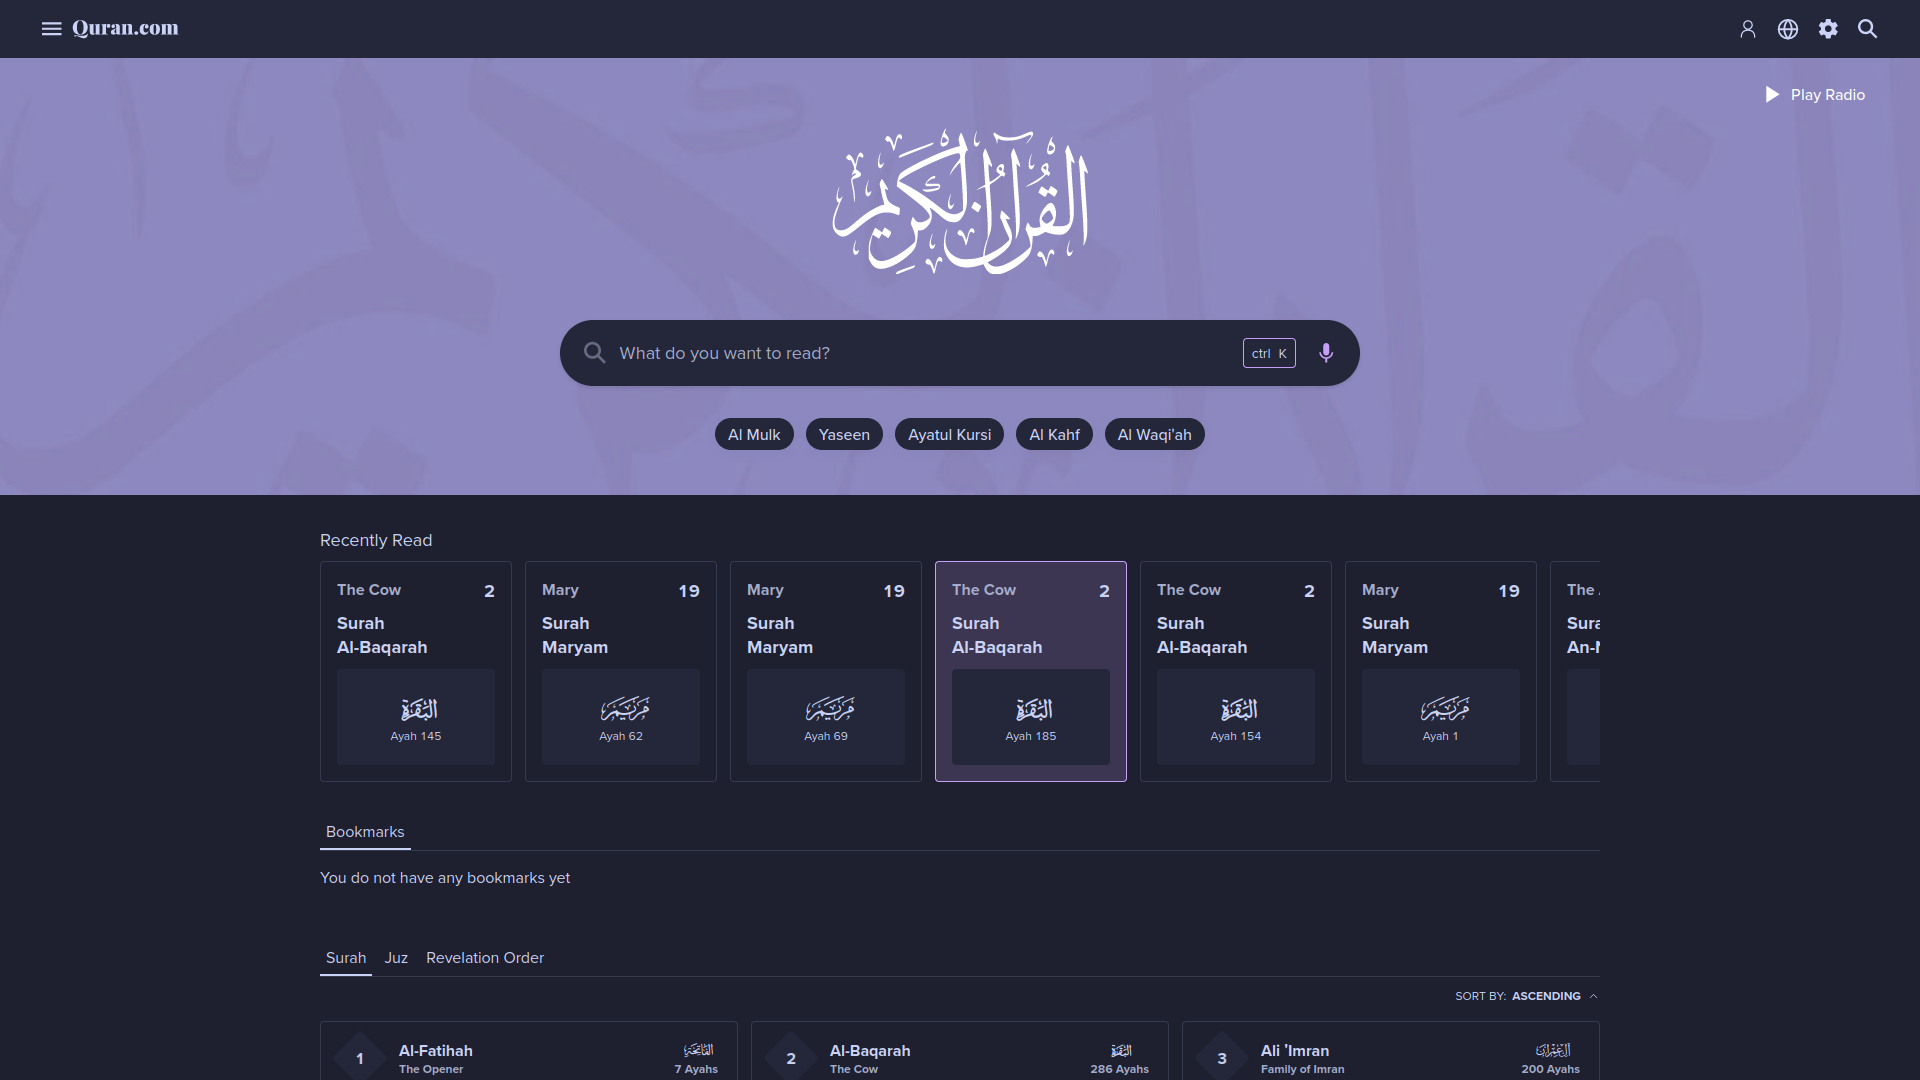 Quran.com
Play Radio
القرآن الكريم
What do you want to read?
ctrl K
Al Mulk
Yaseen
Ayatul Kursi
Al Kahf
Al Waqi'ah
Recently Read
The Cow 2
Surah
Al-Baqarah
البقرة
Ayah 145
Mary 19
Surah
Maryam
مريم
Ayah 62
Mary 19
Surah
Maryam
مريم
Ayah 69
The Cow 2
Surah
Al-Baqarah
البقرة
Ayah 185
The Cow 2
Surah
Al-Baqarah
البقرة
Ayah 154
Mary 19
Surah
Maryam
مريم
Ayah 1
The
Bookmarks
You do not have any bookmarks yet
Surah
Juz
Revelation Order
SORT BY: ASCENDING
1
Al-Fatihah
The Opener
الفاتحة
7 Ayahs
2
Al-Baqarah
The Cow
البقرة
286 Ayahs
3
Ali 'Imran
Family of Imran
آل عمران
200 Ayahs